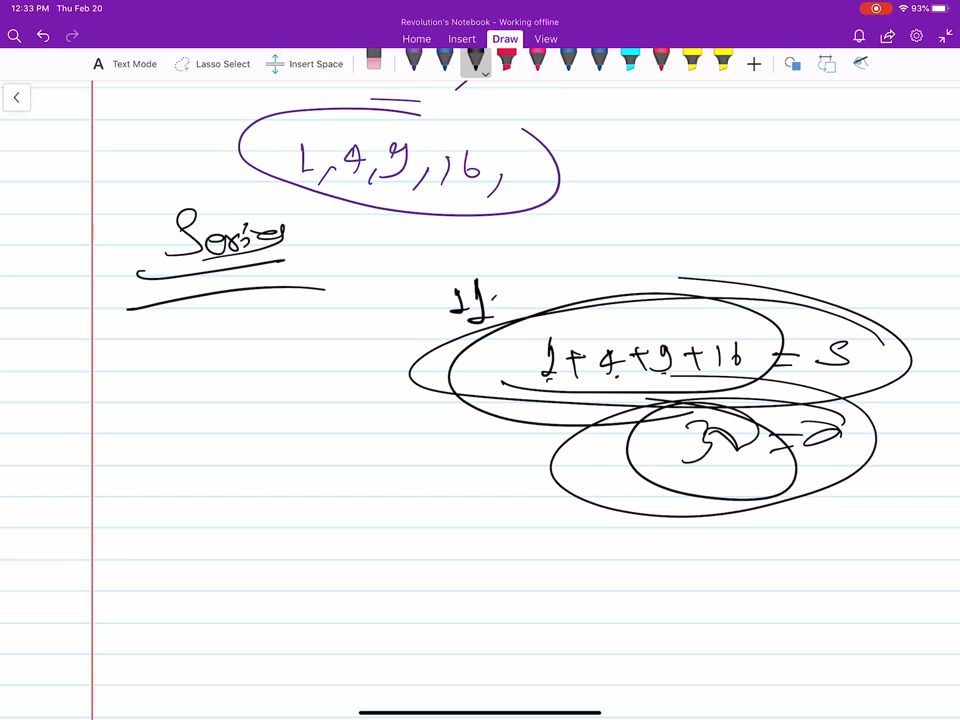 12:33 PM Thu Feb 20
93%
Revolution's Notebook - Working offline
Home Insert Draw View
A Text Mode Lasso Select Insert Space
1, 4, 9, 16,
Series
1+4+9+16 = S
30 =